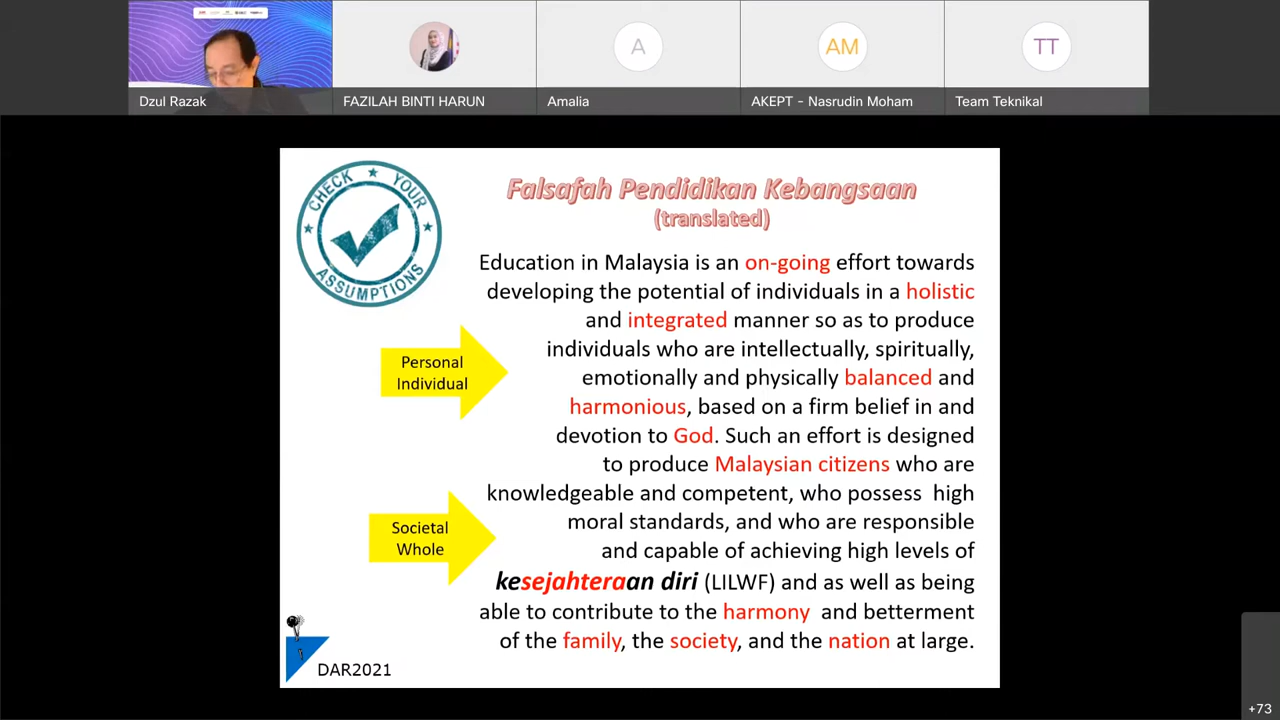 Dzul Razak
FAZILAH BINTI HARUN
A
Amalia
AM
AKEPT - Nasrudin Moham
TT
Team Teknikal
CHECK YOUR ASSUMPTIONS
Falsafah Pendidikan Kebangsaan
(translated)
Education in Malaysia is an on-going effort towards
developing the potential of individuals in a holistic
and integrated manner so as to produce
individuals who are intellectually, spiritually,
emotionally and physically balanced and
harmonious, based on a firm belief in and
devotion to God. Such an effort is designed
to produce Malaysian citizens who are
knowledgeable and competent, who possess high
moral standards, and who are responsible
and capable of achieving high levels of
kesejahteraan diri (LILWF) and as well as being
able to contribute to the harmony and betterment
of the family, the society, and the nation at large.
Personal
Individual
Societal
Whole
DAR2021
+73